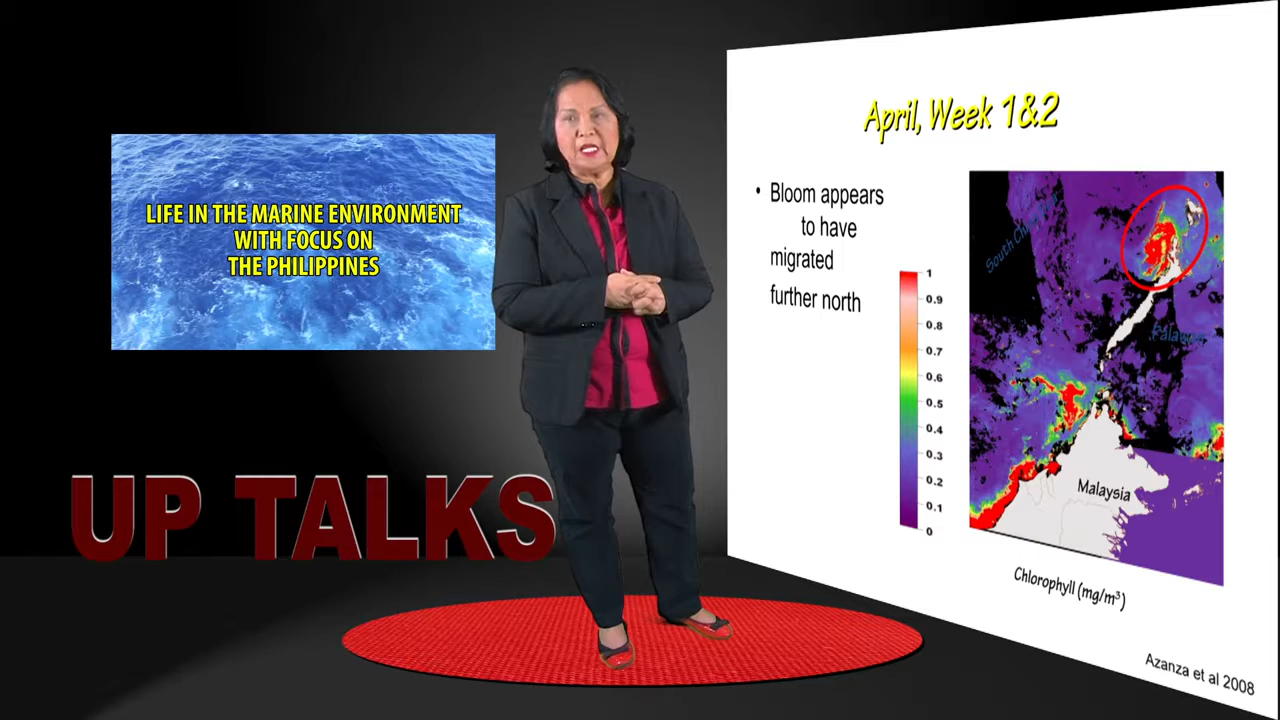 LIFE IN THE MARINE ENVIRONMENT
WITH FOCUS ON
THE PHILIPPINES
UP TALKS
April, Week 1&2
• Bloom appears
to have
migrated
further north
1
0.9
0.8
0.7
0.6
0.5
0.4
0.3
0.2
0.1
0
South
Malaysia
Chlorophyll (mg/m³)
Azanza et al 2008